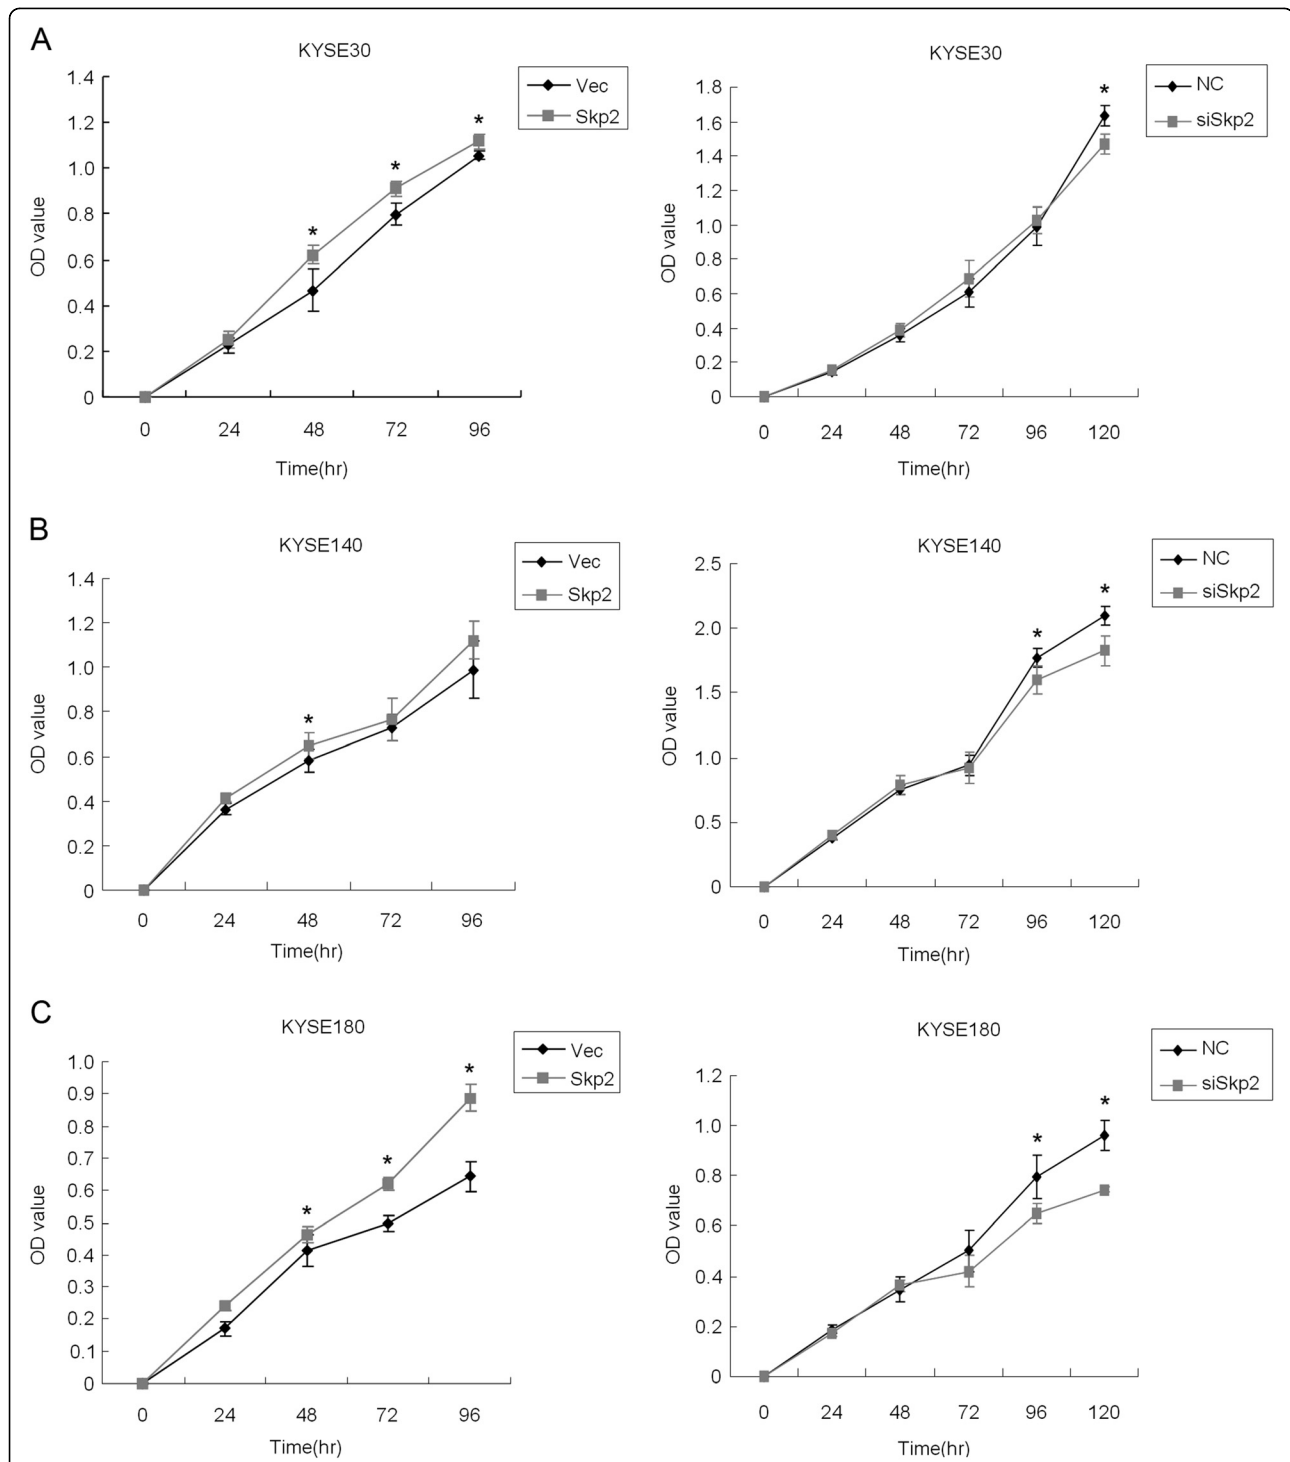 A
KYSE30
Vec
Skp2
1.4
1.2
1.0
0.8
0.6
0.4
0.2
0
OD value
* * *
0 24 48 72 96
Time(hr)
KYSE30
NC
siSkp2
1.8
1.6
1.4
1.2
1.0
0.8
0.6
0.4
0.2
0
OD value
*
0 24 48 72 96 120
Time(hr)
B
KYSE140
Vec
Skp2
1.4
1.2
1.0
0.8
0.6
0.4
0.2
0
OD value
*
0 24 48 72 96
Time(hr)
KYSE140
NC
siSkp2
2.5
2.0
1.5
1.0
0.5
0
OD value
* *
0 24 48 72 96 120
Time(hr)
C
KYSE180
Vec
Skp2
1.0
0.9
0.8
0.7
0.6
0.5
0.4
0.3
0.2
0.1
0
OD value
* * *
0 24 48 72 96
Time(hr)
KYSE180
NC
siSkp2
1.2
1.0
0.8
0.6
0.4
0.2
0
OD value
* *
0 24 48 72 96 120
Time(hr)